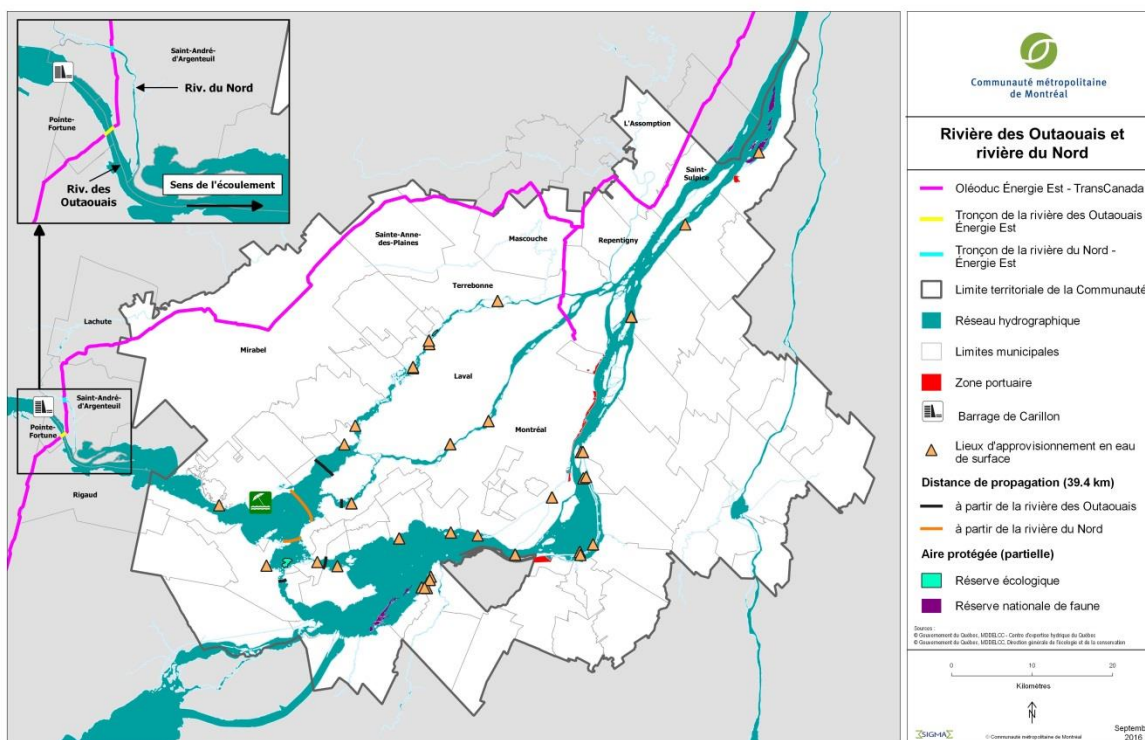 Saint-André-
d'Argenteuil
Riv. du Nord
Pointe-
Fortune
Riv. des
Outaouais
Sens de l'écoulement
L'Assomption
Saint-
Sulpice
Sainte-Anne-
des-Plaines
Mascouche
Repentigny
Terrebonne
Lachute
Mirabel
Laval
Saint-André-
d'Argenteuil
Pointe-
Fortune
Montréal
Rigaud
Communauté métropolitaine
de Montréal
Rivière des Outaouais et
rivière du Nord
Oléoduc Énergie Est - TransCanada
Tronçon de la rivière des Outaouais
Énergie Est
Tronçon de la rivière du Nord -
Énergie Est
Limite territoriale de la Communauté
Réseau hydrographique
Limites municipales
Zone portuaire
Barrage de Carillon
Lieux d'approvisionnement en eau
de surface
Distance de propagation (39.4 km)
à partir de la rivière des Outaouais
à partir de la rivière du Nord
Aire protégée (partielle)
Réserve écologique
Réserve nationale de faune
Sources :
© Gouvernement du Québec, MDDELCC - Centre d'expertise hydrique du Québec
© Gouvernement du Québec, MDDELCC, Direction générale de l'écologie et de la conservation
0 10 20
Kilomètres
N
ΣSIGMAΣ
© Communauté métropolitaine de Montréal
Septemb
2016